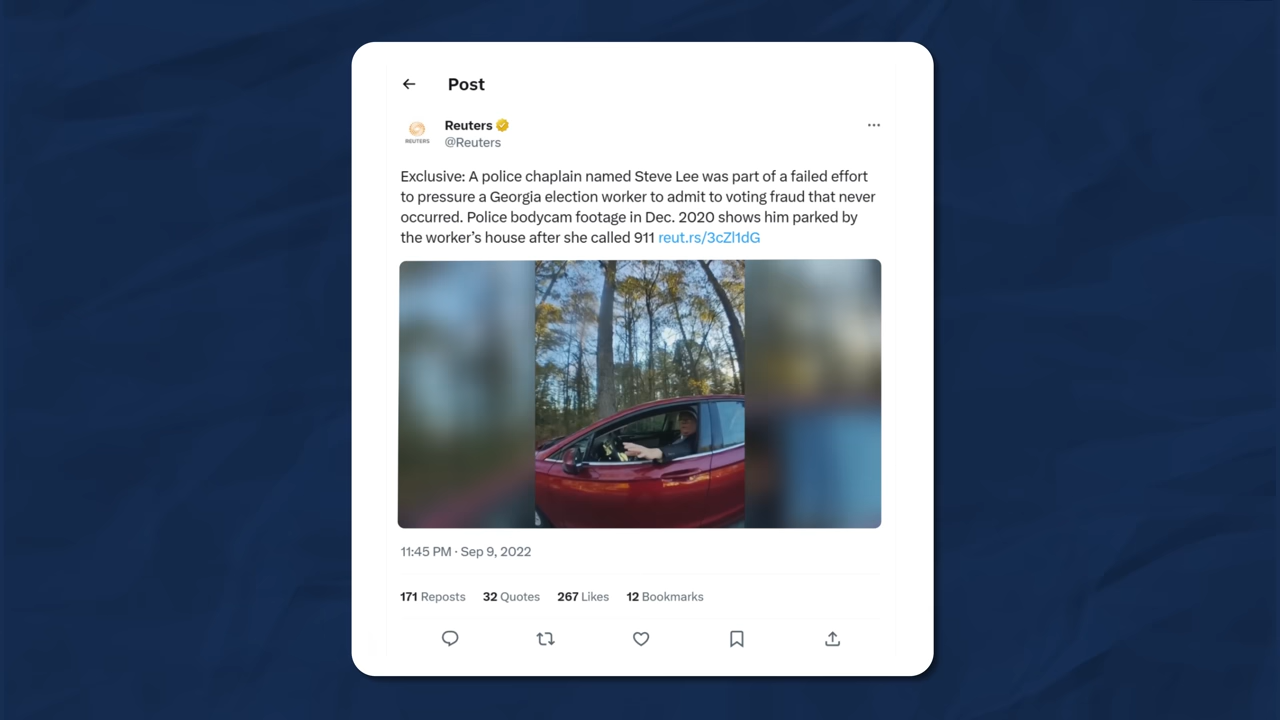 Post
Reuters
REUTERS
@Reuters
Exclusive: A police chaplain named Steve Lee was part of a failed effort
to pressure a Georgia election worker to admit to voting fraud that never
occurred. Police bodycam footage in Dec. 2020 shows him parked by
the worker’s house after she called 911 reut.rs/3cZl1dG
11:45 PM · Sep 9, 2022
171 Reposts 32 Quotes 267 Likes 12 Bookmarks